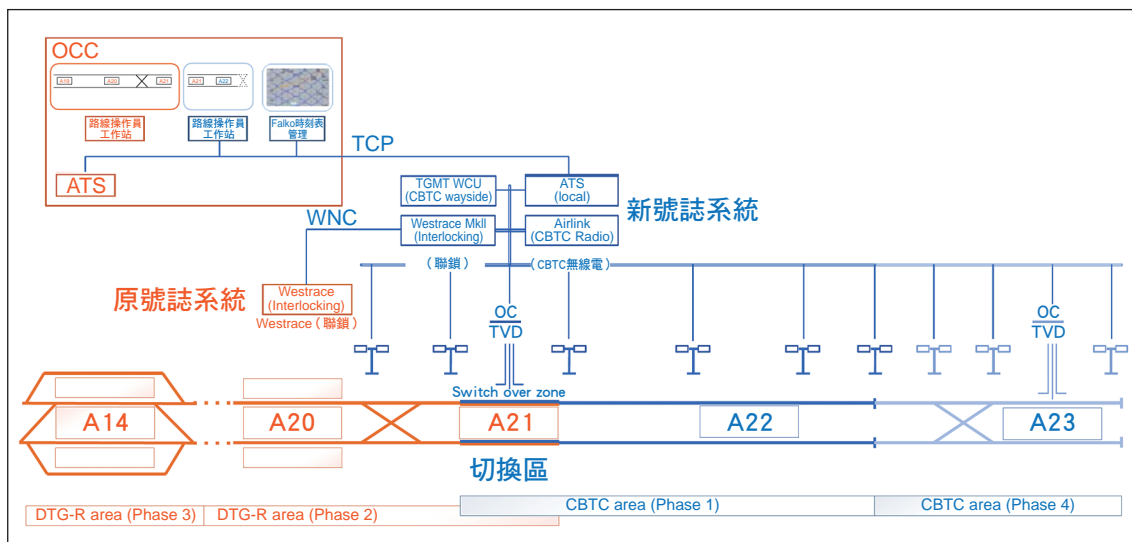 OCC
A19 A20 A21
A21 A22
路線操作員
工作站
路線操作員
工作站
Falko時刻表
管理
TCP
ATS
TGMT WCU
(CBTC wayside)
ATS
(local)
新號誌系統
WNC
Westrace MkII
(Interlocking)
Airlink
(CBTC Radio)
(聯鎖)
(CBTC無線電)
原號誌系統
Westrace
(Interlocking)
Westrace(聯鎖)
OC
TVD
OC
TVD
Switch over zone
A14
A20
A21
A22
A23
切換區
CBTC area (Phase 1)
CBTC area (Phase 4)
DTG-R area (Phase 3)
DTG-R area (Phase 2)